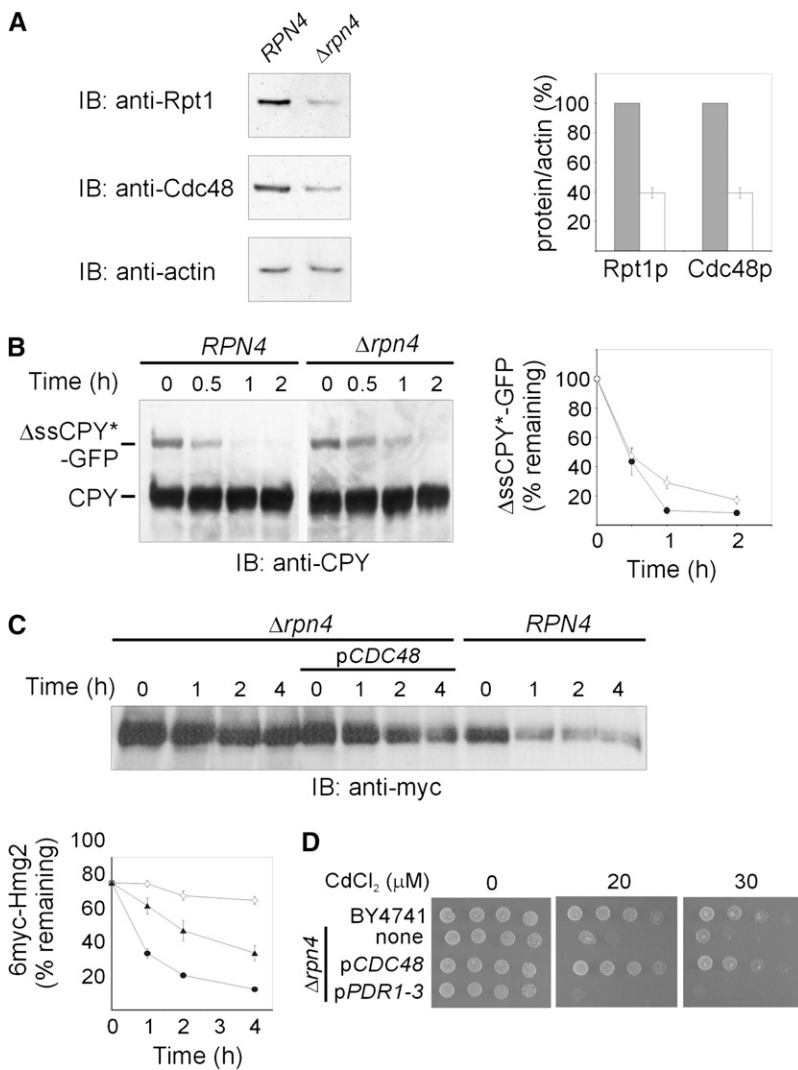 A
RPN4 Δrpn4
IB: anti-Rpt1
IB: anti-Cdc48
IB: anti-actin
protein/actin (%)
100
80
60
40
20
Rpt1p Cdc48p
B
RPN4 Δrpn4
Time (h) 0 0.5 1 2 0 0.5 1 2
ΔssCPY*
-GFP
CPY
IB: anti-CPY
ΔssCPY*-GFP
(% remaining)
100
80
60
40
20
0 1 2
Time (h)
C
Δrpn4 RPN4
pCDC48
Time (h) 0 1 2 4 0 1 2 4 0 1 2 4
IB: anti-myc
6myc-Hmg2
(% remaining)
100
80
60
40
20
0 1 2 3 4
Time (h)
D
CdCl₂ (μM) 0 20 30
BY4741
Δrpn4
none
pCDC48
pPDR1-3